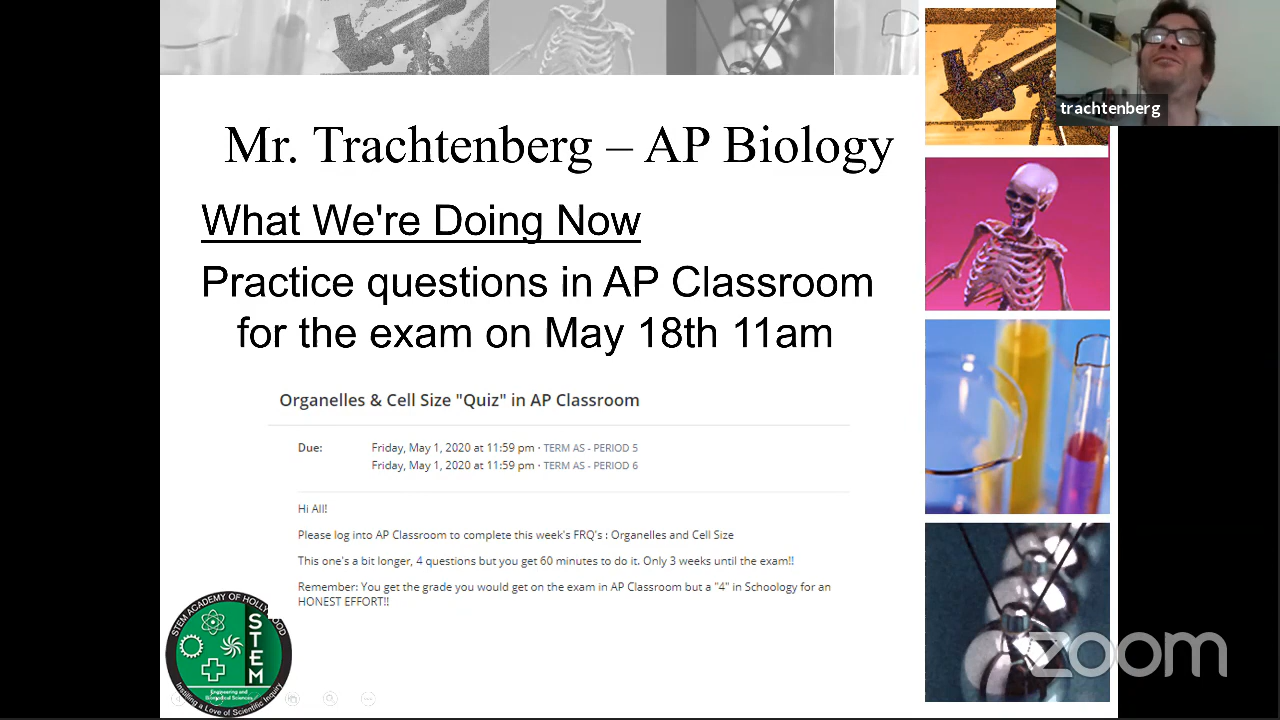 trachtenberg
Mr. Trachtenberg – AP Biology
What We're Doing Now
Practice questions in AP Classroom
for the exam on May 18th 11am
Organelles & Cell Size "Quiz" in AP Classroom
Due: Friday, May 1, 2020 at 11:59 pm · TERM AS - PERIOD 5
Friday, May 1, 2020 at 11:59 pm · TERM AS - PERIOD 6
Hi All!
Please log into AP Classroom to complete this week's FRQ's : Organelles and Cell Size
This one's a bit longer, 4 questions but you get 60 minutes to do it. Only 3 weeks until the exam!!
Remember: You get the grade you would get on the exam in AP Classroom but a "4" in Schoology for an
HONEST EFFORT!!
STEM ACADEMY OF HOLLYWOOD
STEM
Engineering and
Biomedical Sciences
Instilling a Love of Scientific Inquiry
zoom